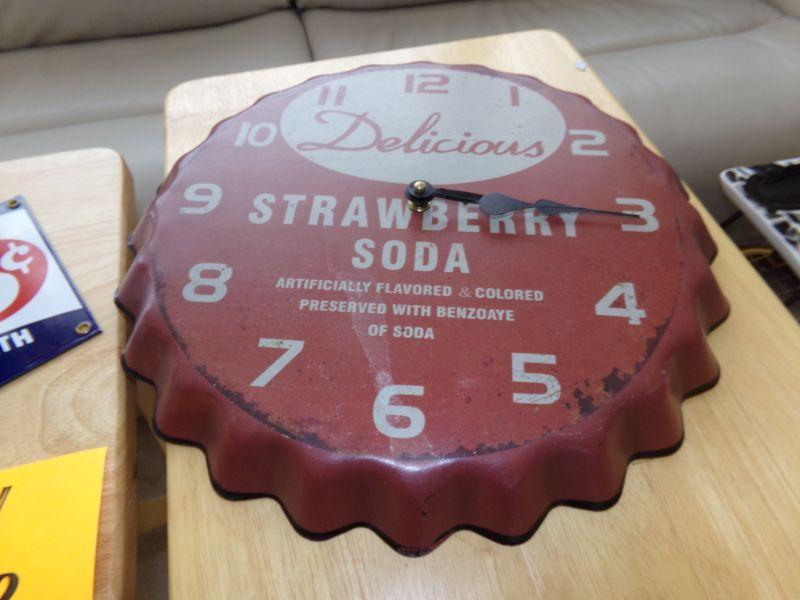 12
11 1
Delicious
10 2
9 3
STRAWBERRY
SODA
8 4
ARTIFICIALLY FLAVORED & COLORED
PRESERVED WITH BENZOAYE
OF SODA
7 5
6
¢
TH